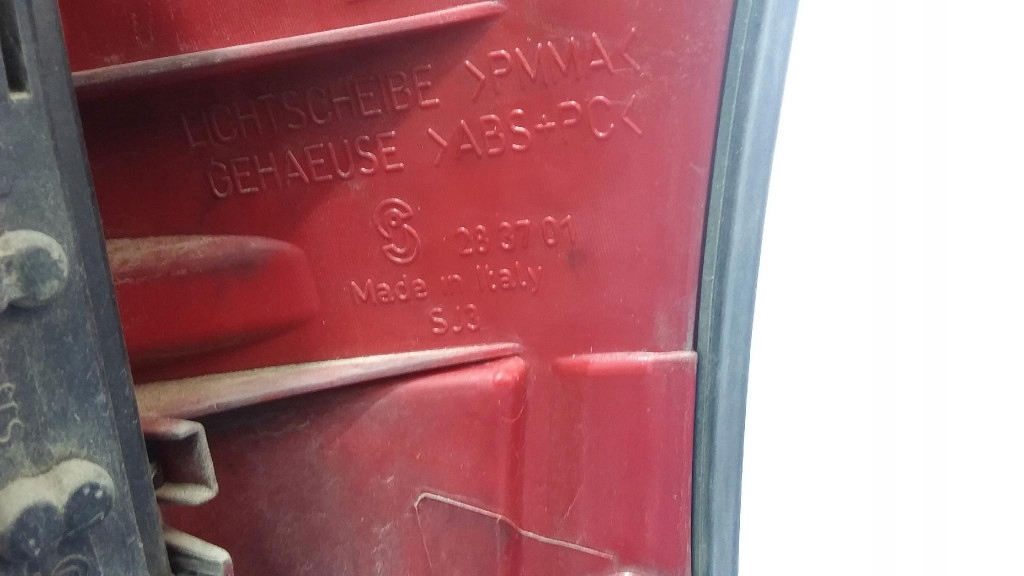 LICHTSCHEIBE >PMMA<
GEHAEUSE >ABS+PC<
S 28 37 01
Made in Italy
SJ3